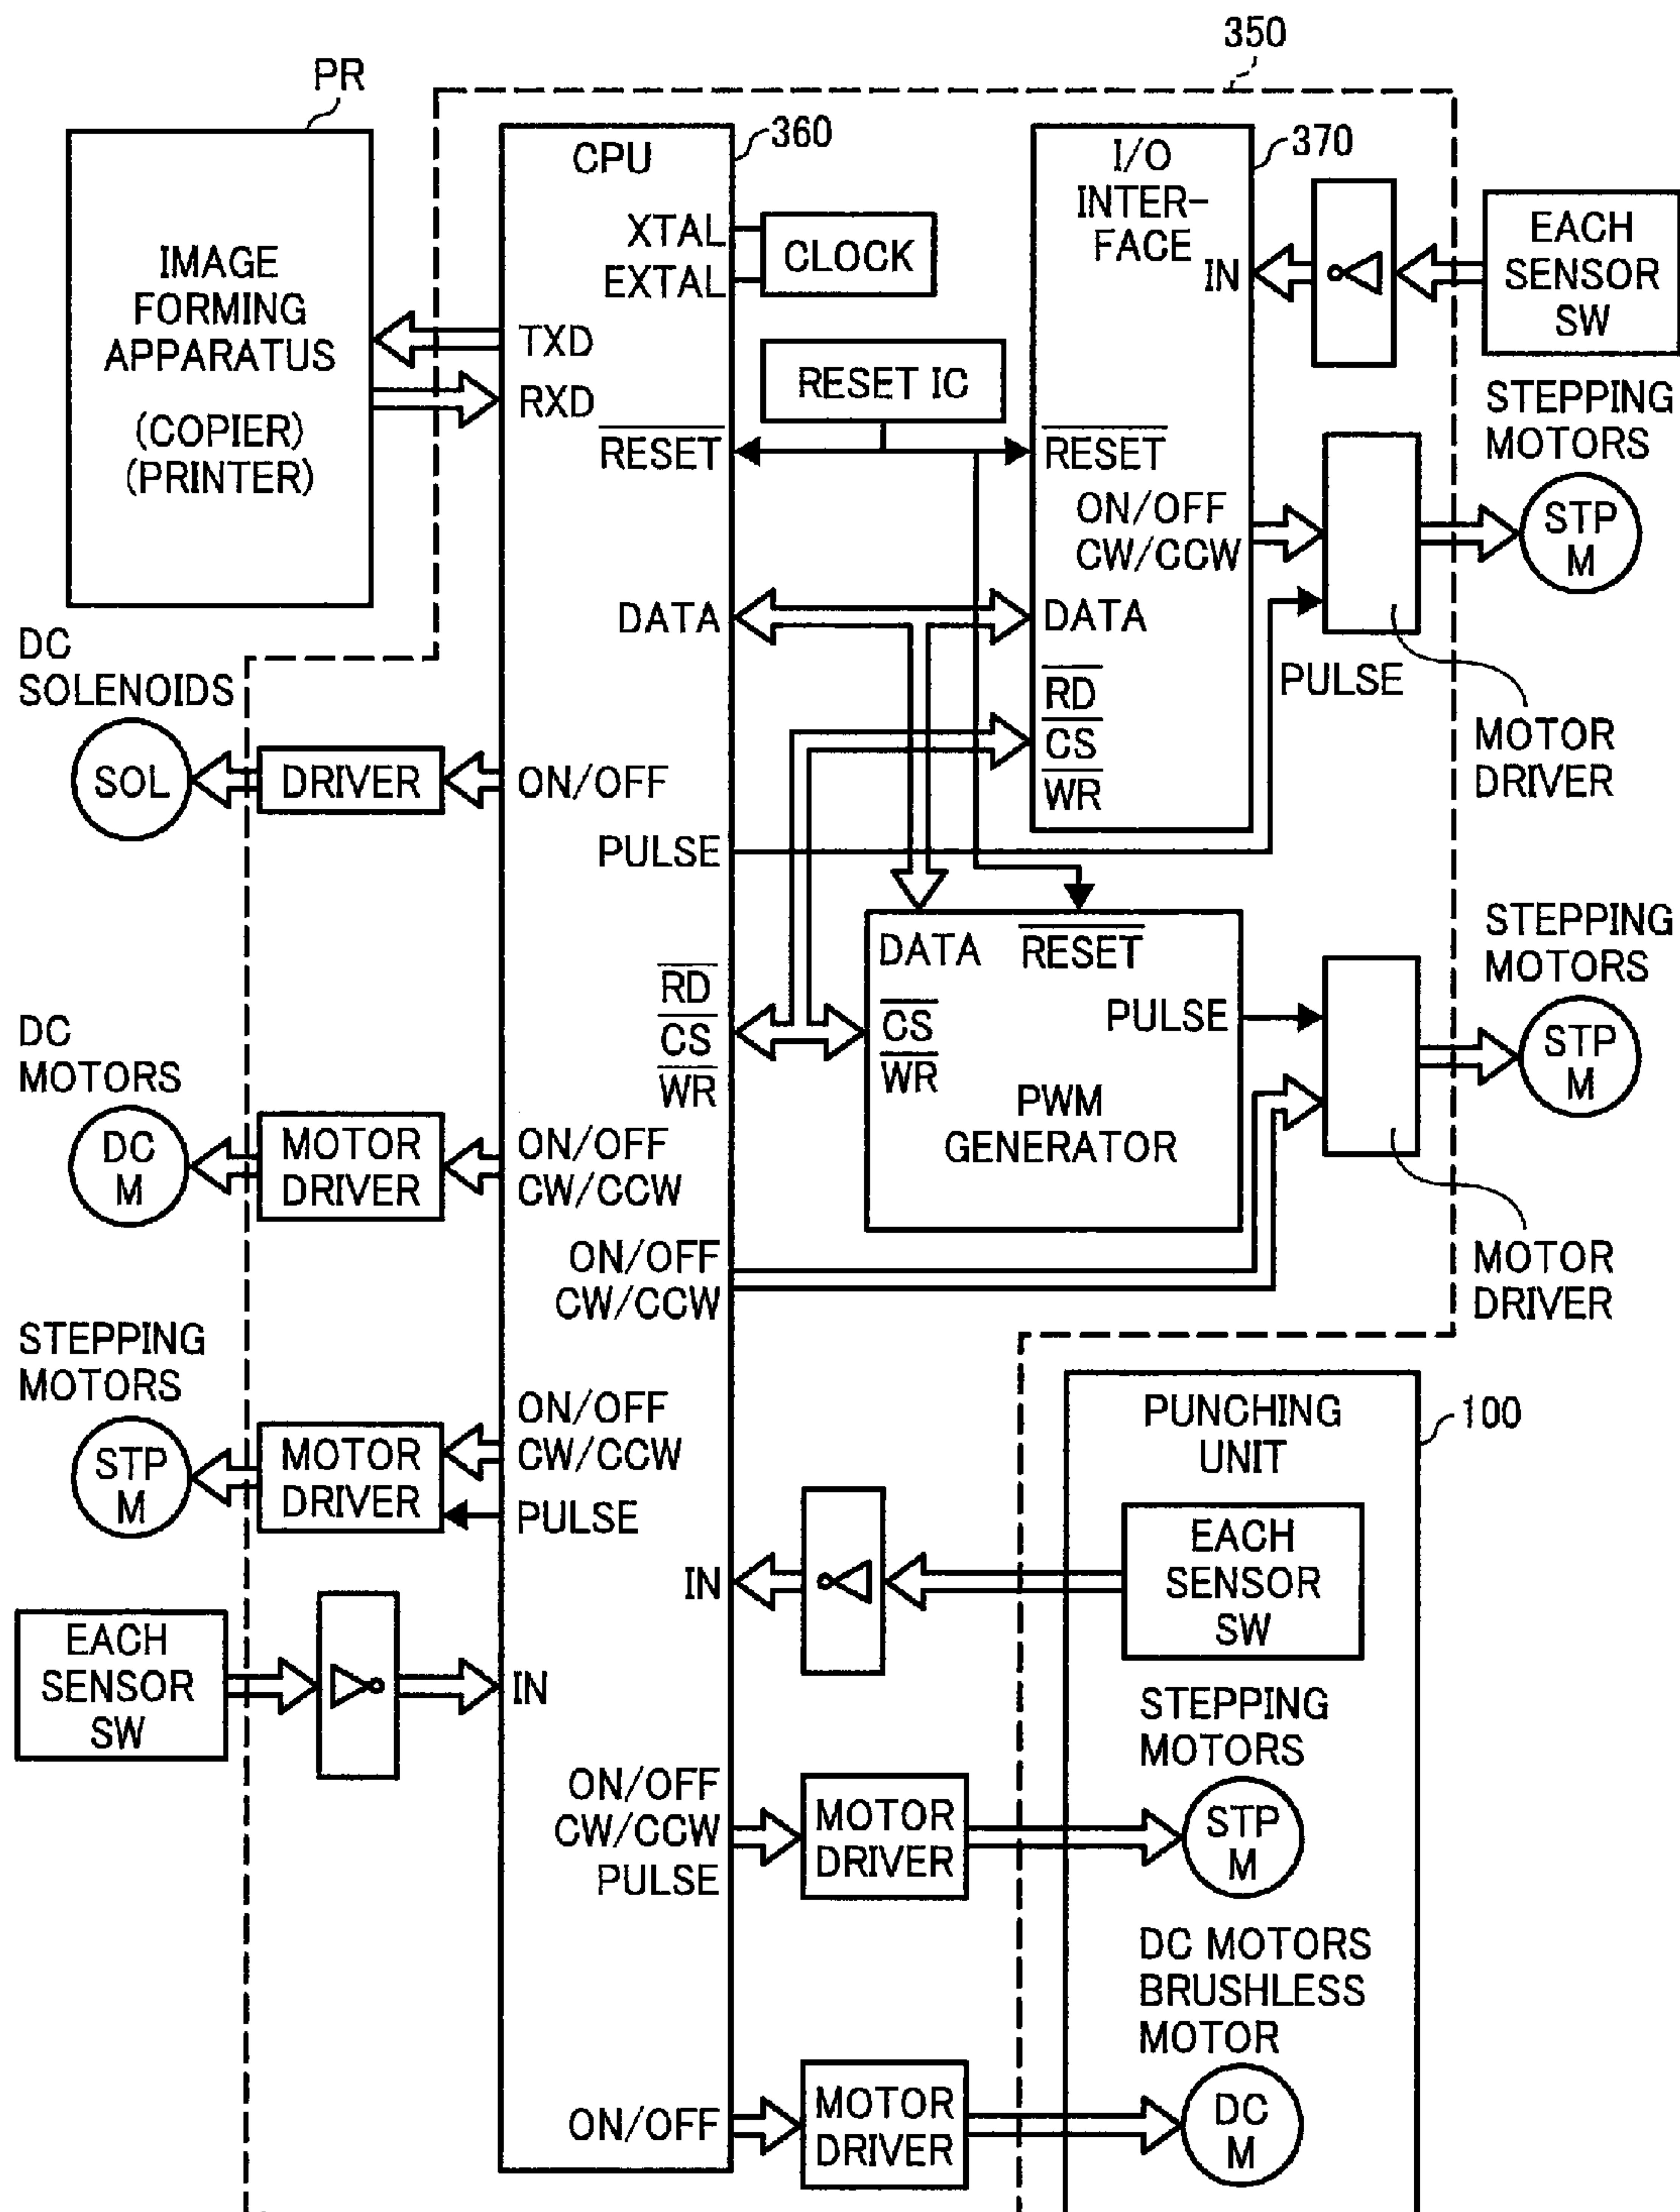 350
PR
IMAGE
FORMING
APPARATUS
(COPIER)
(PRINTER)
CPU
360
XTAL
EXTAL
CLOCK
TXD
RXD
RESET IC
RESET
DATA
I/O
INTER-
FACE
370
IN
EACH
SENSOR
SW
RESET
ON/OFF
CW/CCW
DATA
RD
CS
WR
STEPPING
MOTORS
STP
M
PULSE
MOTOR
DRIVER
DC
SOLENOIDS
SOL
DRIVER
ON/OFF
PULSE
DATA
RESET
CS
WR
PULSE
PWM
GENERATOR
STEPPING
MOTORS
STP
M
MOTOR
DRIVER
RD
CS
WR
DC
MOTORS
DC
M
MOTOR
DRIVER
ON/OFF
CW/CCW
ON/OFF
CW/CCW
STEPPING
MOTORS
STP
M
MOTOR
DRIVER
ON/OFF
CW/CCW
PULSE
PUNCHING
UNIT
100
EACH
SENSOR
SW
IN
EACH
SENSOR
SW
IN
STEPPING
MOTORS
STP
M
ON/OFF
CW/CCW
PULSE
MOTOR
DRIVER
DC MOTORS
BRUSHLESS
MOTOR
DC
M
ON/OFF
MOTOR
DRIVER